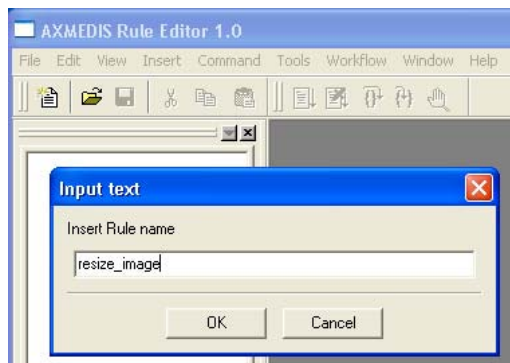 AXMEDIS Rule Editor 1.0
File Edit View Insert Command Tools Workflow Window Help
Input text
Insert Rule name
resize_image
OK Cancel